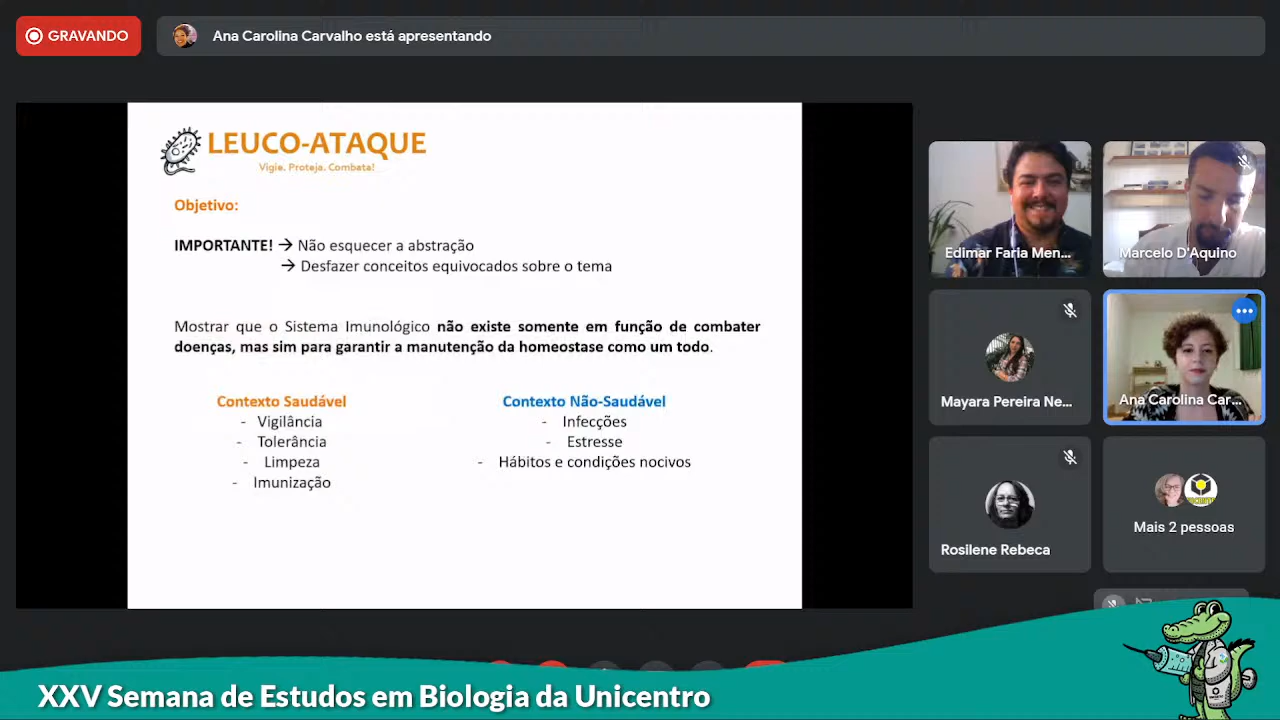 GRAVANDO
Ana Carolina Carvalho está apresentando
LEUCO-ATAQUE
Vigie. Proteja. Combata!
Objetivo:
IMPORTANTE! → Não esquecer a abstração
→ Desfazer conceitos equivocados sobre o tema
Mostrar que o Sistema Imunológico não existe somente em função de combater
doenças, mas sim para garantir a manutenção da homeostase como um todo.
Contexto Saudável
- Vigilância
- Tolerância
- Limpeza
- Imunização
Contexto Não-Saudável
- Infecções
- Estresse
- Hábitos e condições nocivos
Edimar Faria Men...
Marcelo D'Aquino
Mayara Pereira Ne...
Ana Carolina Car...
Rosilene Rebeca
Mais 2 pessoas
XXV Semana de Estudos em Biologia da Unicentro